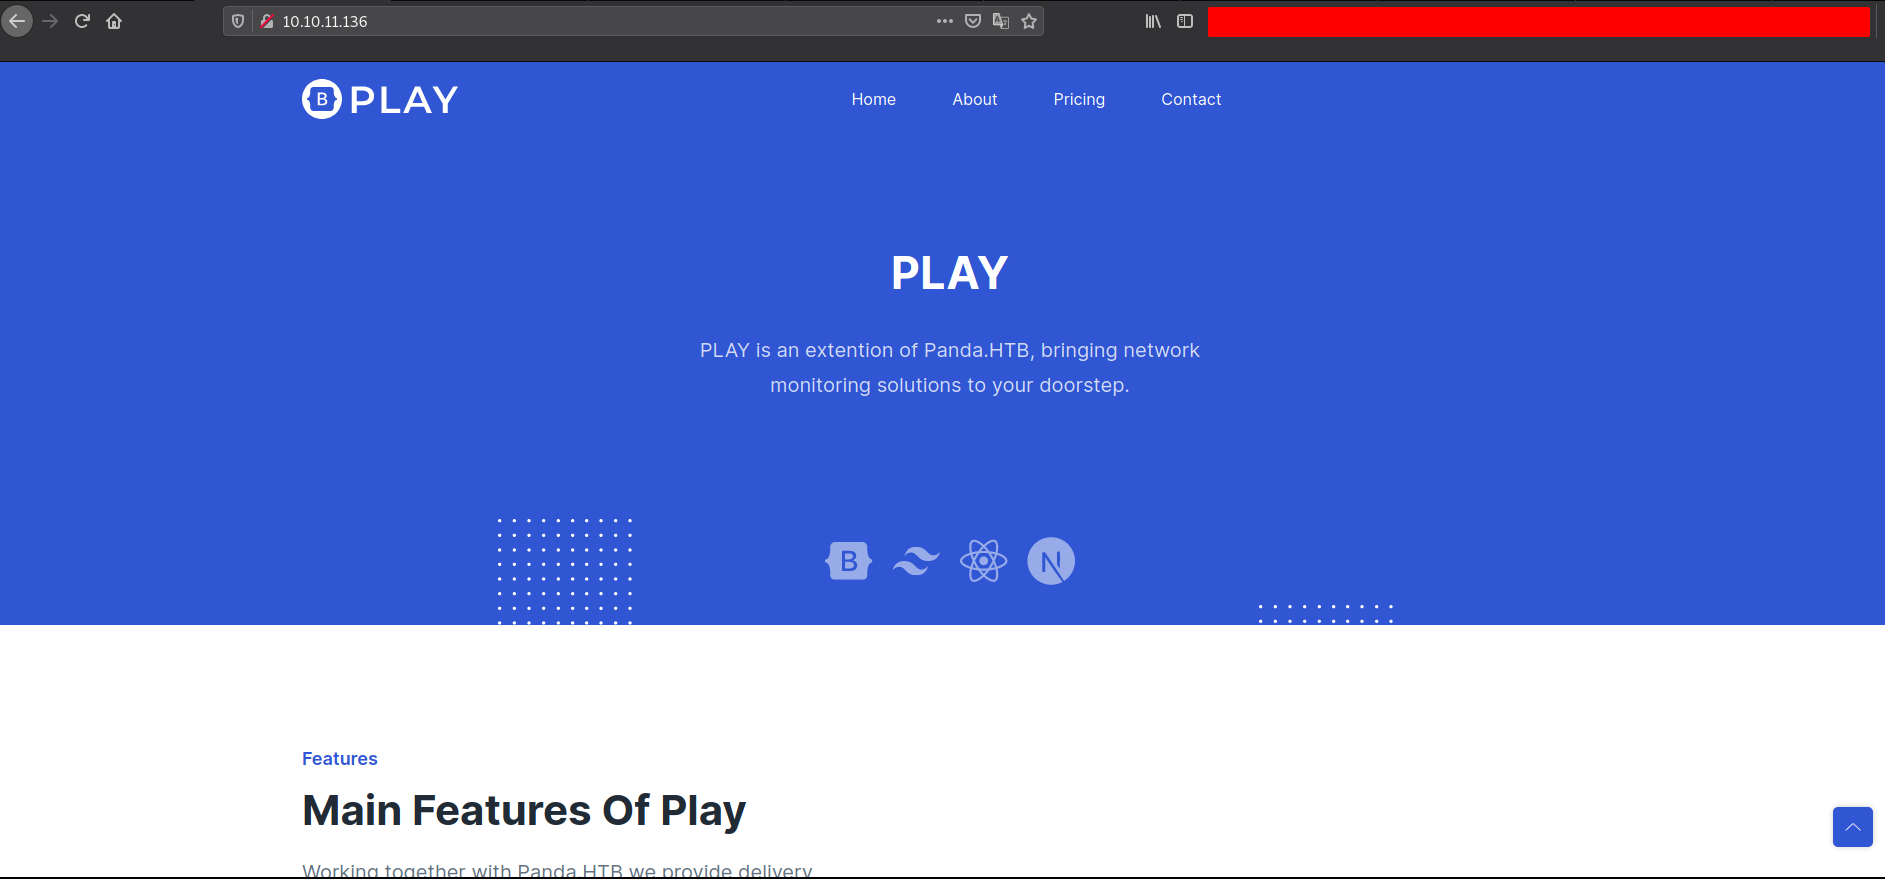 10.10.11.136
B PLAY
Home About Pricing Contact
PLAY
PLAY is an extention of Panda.HTB, bringing network
monitoring solutions to your doorstep.
B N
Features
Main Features Of Play
Working together with Panda.HTB we provide delivery